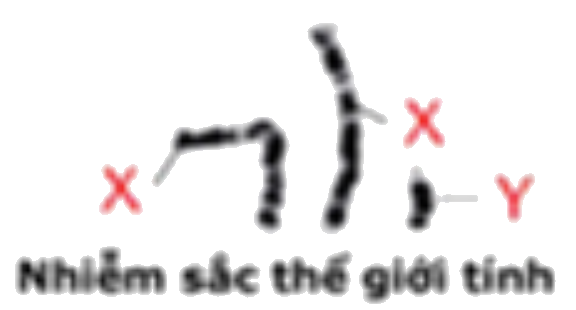 X
X
Y
Nhiễm sắc thể giới tính